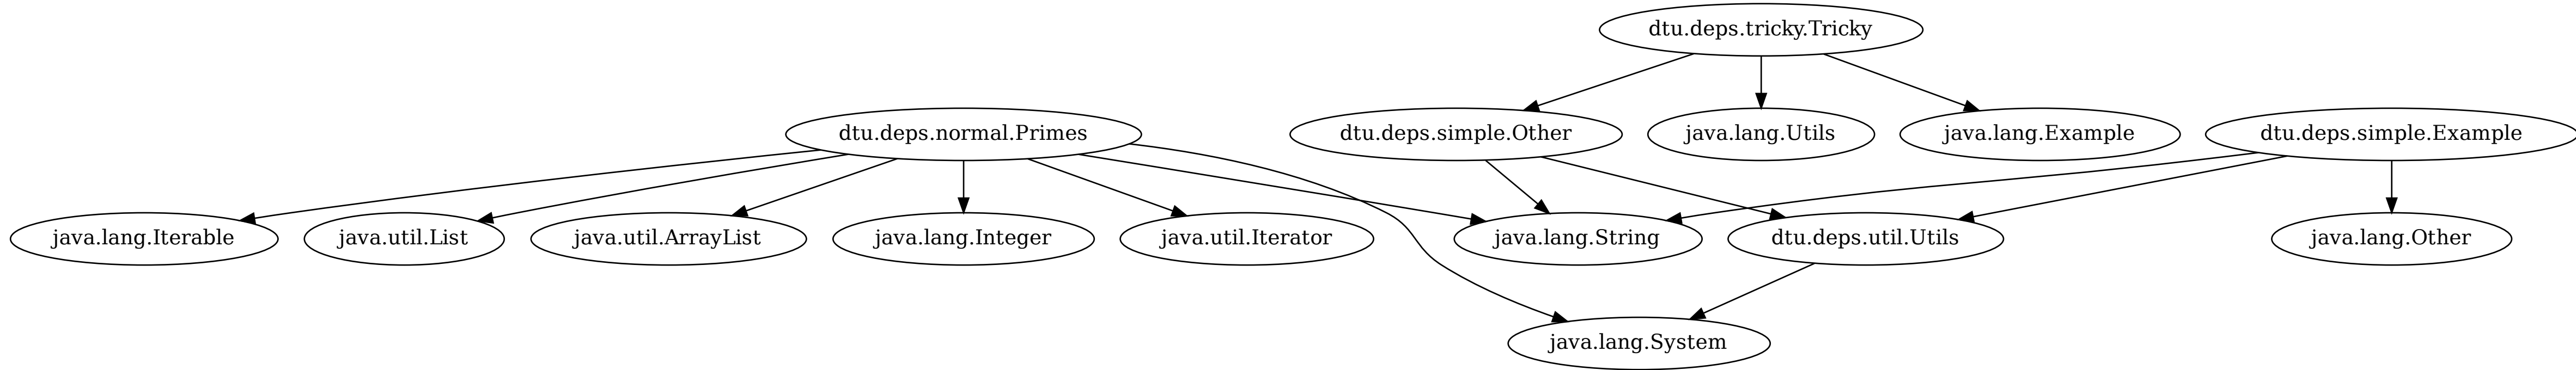 dtu.deps.tricky.Tricky
dtu.deps.normal.Primes
dtu.deps.simple.Other
java.lang.Utils
java.lang.Example
dtu.deps.simple.Example
java.lang.Iterable
java.util.List
java.util.ArrayList
java.lang.Integer
java.util.Iterator
java.lang.String
dtu.deps.util.Utils
java.lang.Other
java.lang.System